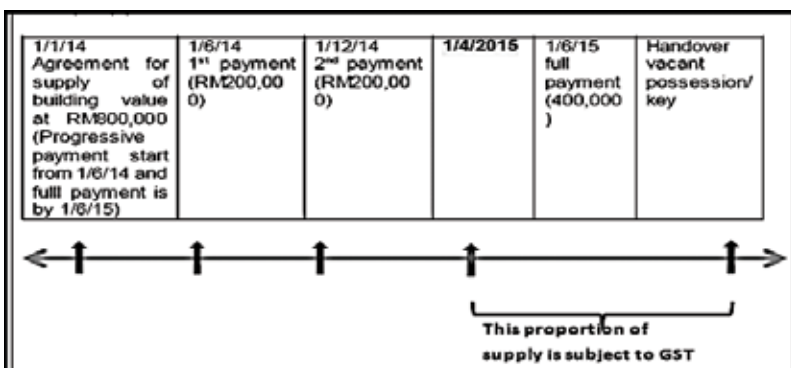 1/1/14
Agreement for
supply of
building value
at RM800,000
(Progressive
payment start
from 1/6/14 and
fulll payment is
by 1/6/15)
1/6/14
1st payment
(RM200,00
0)
1/12/14
2nd payment
(RM200,00
0)
1/4/2015
1/6/15
full
payment
(400,000
)
Handover
vacant
possession/
key
This proportion of
supply is subject to GST